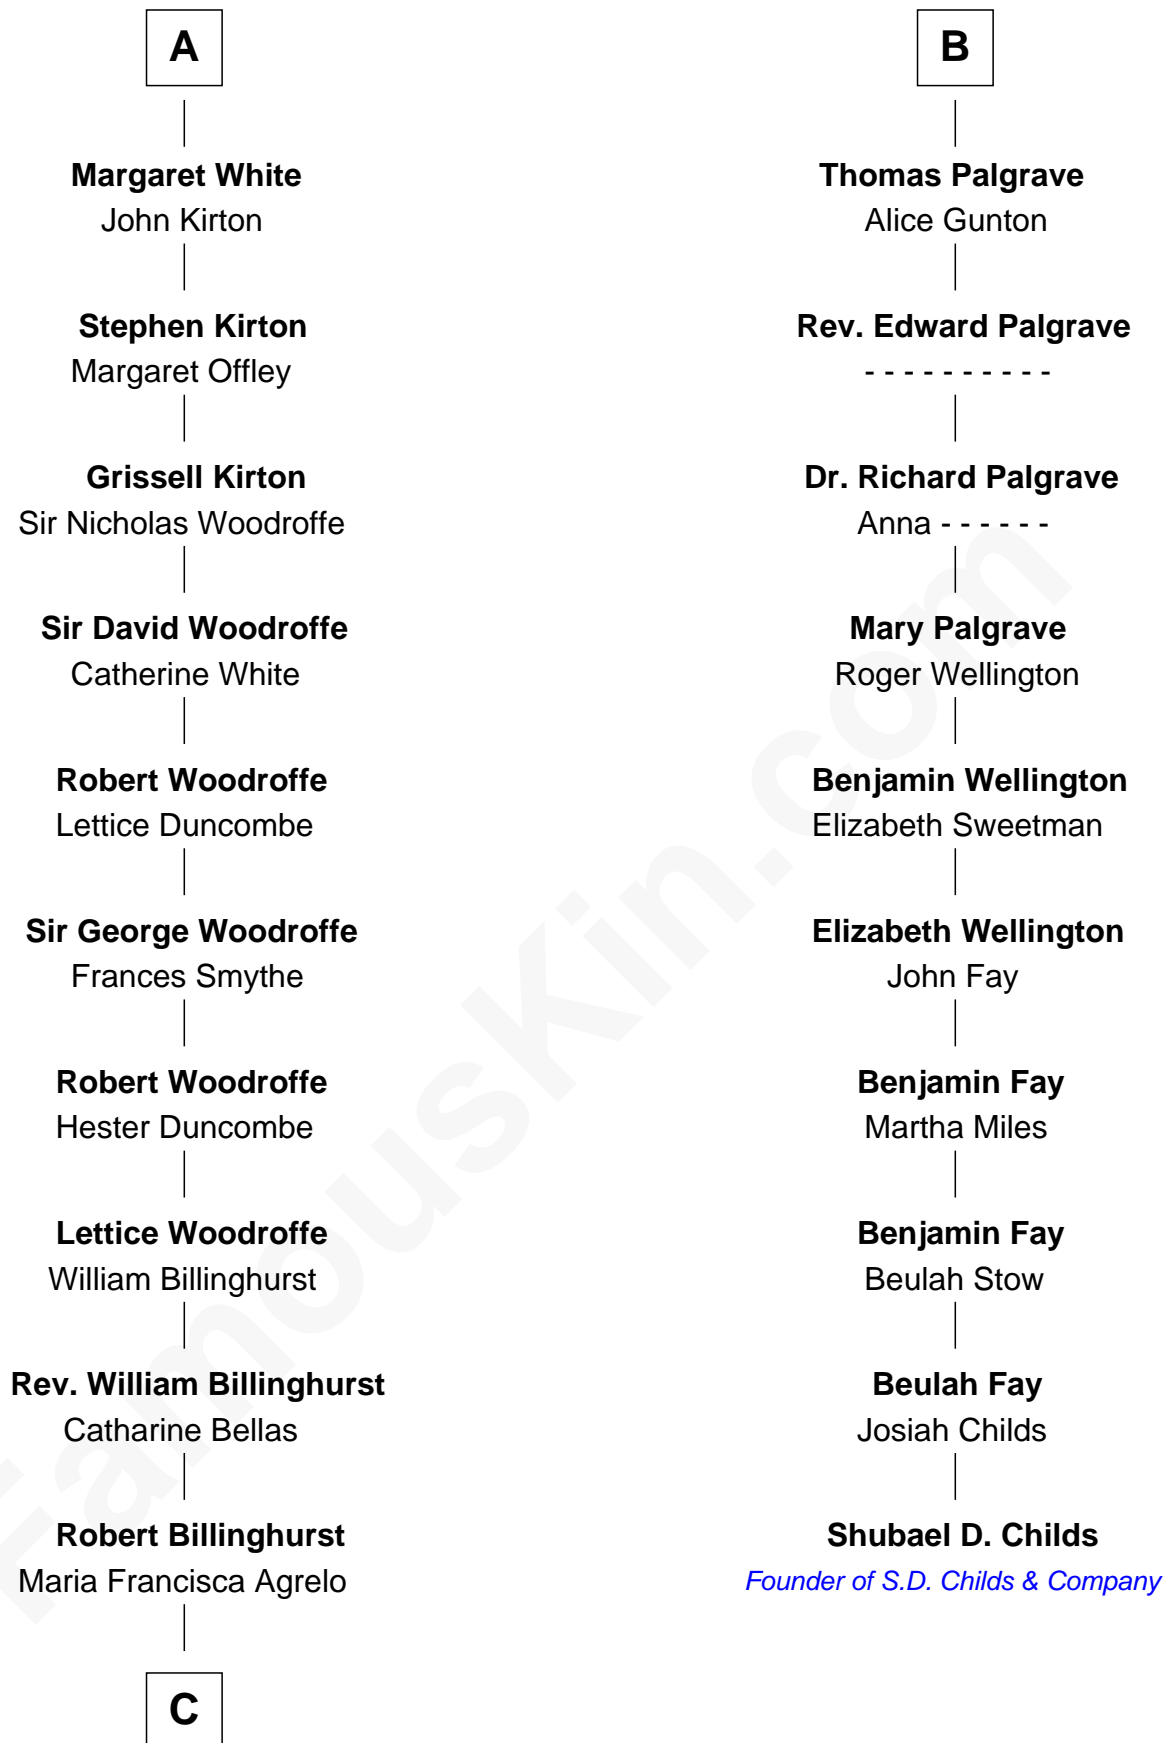 A
Margaret White
John Kirton
Stephen Kirton
Margaret Offley
Grissell Kirton
Sir Nicholas Woodroffe
Sir David Woodroffe
Catherine White
Robert Woodroffe
Lettice Duncombe
Sir George Woodroffe
Frances Smythe
Robert Woodroffe
Hester Duncombe
Lettice Woodroffe
William Billinghurst
Rev. William Billinghurst
Catharine Bellas
Robert Billinghurst
Maria Francisca Agrelo
C
B
Thomas Palgrave
Alice Gunton
Rev. Edward Palgrave
- - - - - - - - - -
Dr. Richard Palgrave
Anna - - - - - -
Mary Palgrave
Roger Wellington
Benjamin Wellington
Elizabeth Sweetman
Elizabeth Wellington
John Fay
Benjamin Fay
Martha Miles
Benjamin Fay
Beulah Stow
Beulah Fay
Josiah Childs
Shubael D. Childs
Founder of S.D. Childs & Company
FamousKin.com